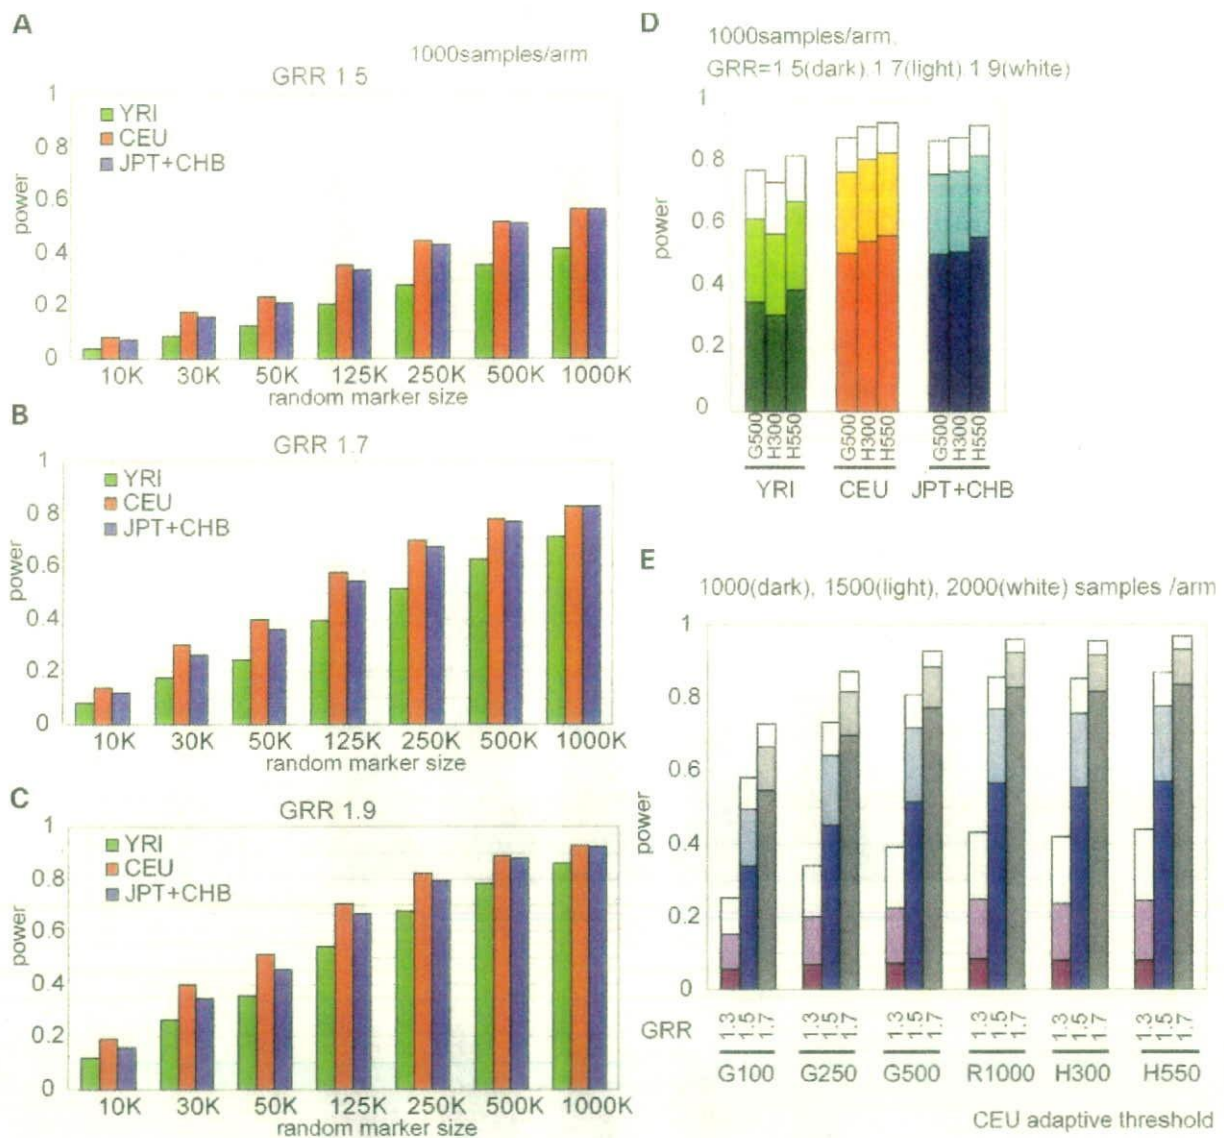 A
1000samples/arm
GRR 1 5
YRI
CEU
JPT+CHB
1
0 8
0 6
0 4
0.2
0
power
10K 30K 50K 125K 250K 500K 1000K
random marker size
B
GRR 1.7
YRI
CEU
JPT+CHB
1
0 8
0.6
0.4
0.2
0
power
10K 30K 50K 125K 250K 500K 1000K
random marker size
C
GRR 1.9
YRI
CEU
JPT+CHB
1
0 8
0.6
0 4
0.2
0
power
10K 30K 50K 125K 250K 500K 1000K
random marker size
D
1000samples/arm,
GRR=1 5(dark) 1 7(light) 1 9(white)
1
0.8
0.6
0 4
0.2
0
power
G500 H300 H550 G500 H300 H550 G500 H300 H550
YRI CEU JPT+CHB
E
1000(dark), 1500(light), 2000(white) samples /arm
1
0.8
0.6
0.4
0.2
0
power
GRR 1.3 1.5 1.7 1.3 1.5 1.7 1.3 1.5 1.7 1.3 1.5 1.7 1.3 1.5 1.7 1.3 1.5 1.7
G100 G250 G500 R1000 H300 H550
CEU adaptive threshold